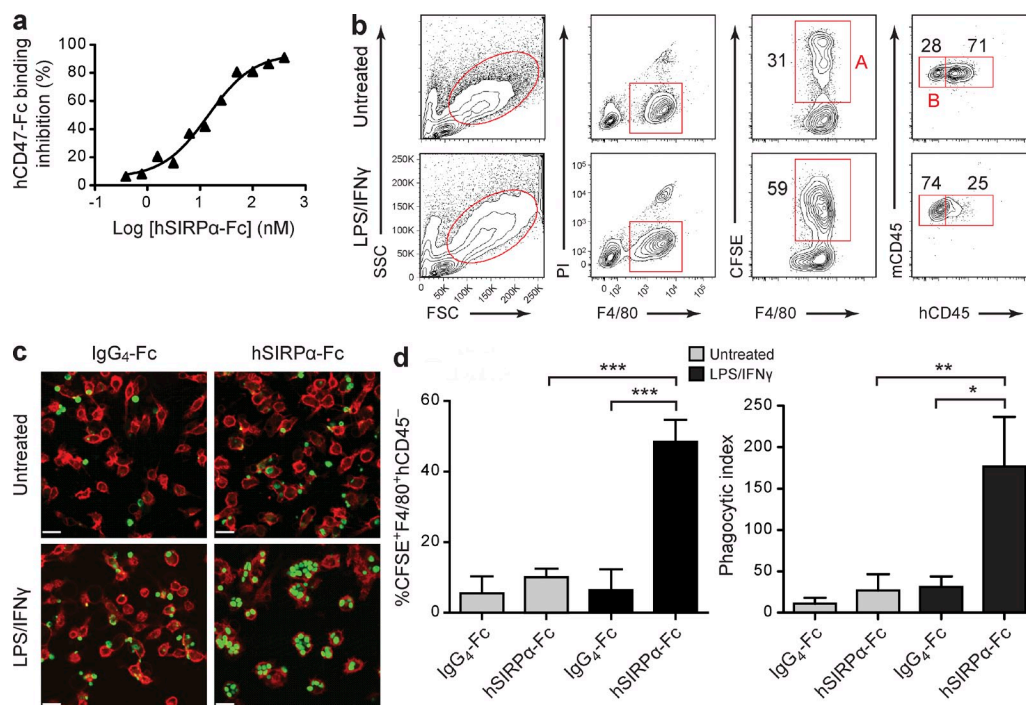 a
hCD47-Fc binding
inhibition (%)
100
80
60
40
20
0
-1
0
1
2
3
Log [hSIRPα-Fc] (nM)
b
Untreated
LPS/IFNγ
SSC
250K
200K
150K
100K
50K
0
0
50K
100K
150K
200K
250K
FSC
PI
10⁵
10⁴
10³
10²
0
0 10²
10³
10⁴
10⁵
F4/80
CFSE
31
A
59
F4/80
mCD45
28
71
B
74
25
hCD45
c
IgG₄-Fc
hSIRPα-Fc
Untreated
LPS/IFNγ
d
Untreated
LPS/IFNγ
%CFSE⁺F4/80⁺hCD45⁻
60
40
20
0
***
***
IgG₄-Fc
hSIRPα-Fc
IgG₄-Fc
hSIRPα-Fc
Phagocytic index
250
200
150
100
50
0
**
*
IgG₄-Fc
hSIRPα-Fc
IgG₄-Fc
hSIRPα-Fc